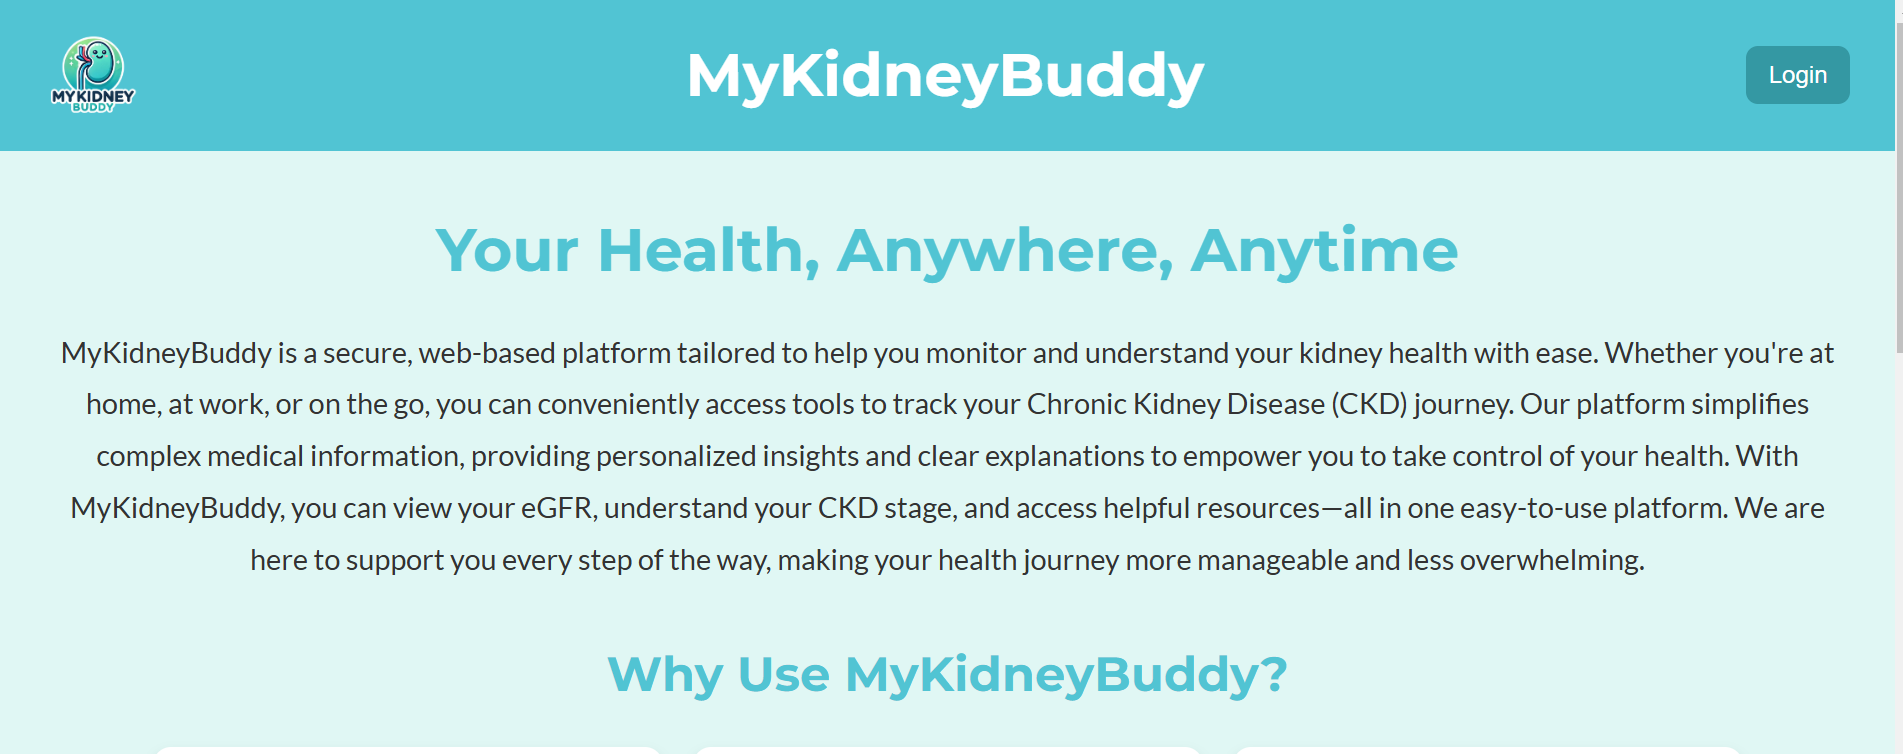 MY KIDNEY
BUDDY
MyKidneyBuddy
Login
Your Health, Anywhere, Anytime
MyKidneyBuddy is a secure, web-based platform tailored to help you monitor and understand your kidney health with ease. Whether you're at
home, at work, or on the go, you can conveniently access tools to track your Chronic Kidney Disease (CKD) journey. Our platform simplifies
complex medical information, providing personalized insights and clear explanations to empower you to take control of your health. With
MyKidneyBuddy, you can view your eGFR, understand your CKD stage, and access helpful resources—all in one easy-to-use platform. We are
here to support you every step of the way, making your health journey more manageable and less overwhelming.
Why Use MyKidneyBuddy?